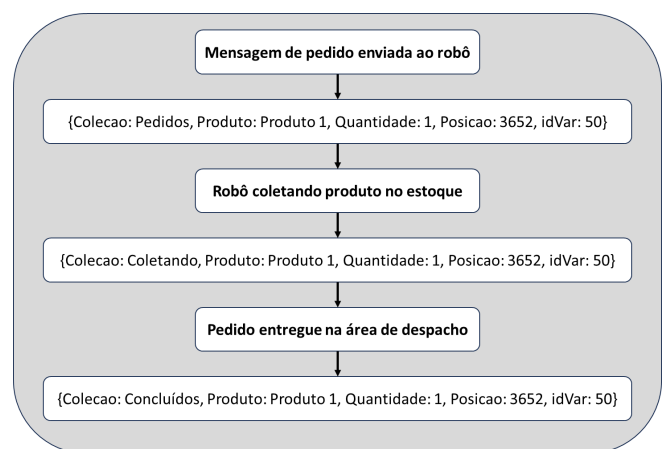 Mensagem de pedido enviada ao robô
{Colecao: Pedidos, Produto: Produto 1, Quantidade: 1, Posicao: 3652, idVar: 50}
Robô coletando produto no estoque
{Colecao: Coletando, Produto: Produto 1, Quantidade: 1, Posicao: 3652, idVar: 50}
Pedido entregue na área de despacho
{Colecao: Concluídos, Produto: Produto 1, Quantidade: 1, Posicao: 3652, idVar: 50}